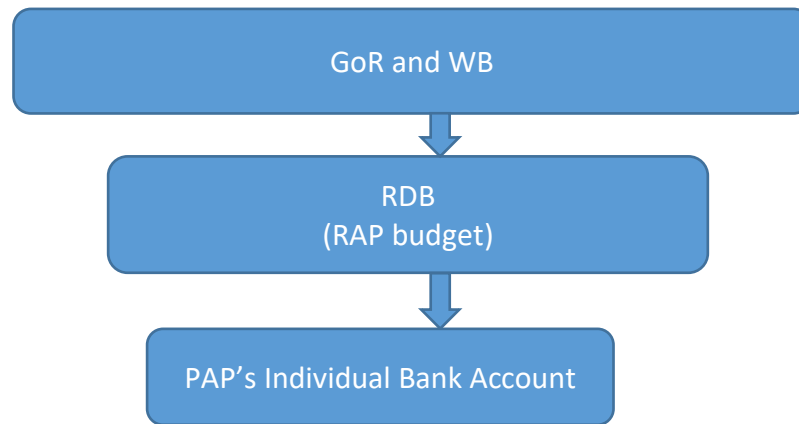 GoR and WB
RDB
(RAP budget)
PAP’s Individual Bank Account